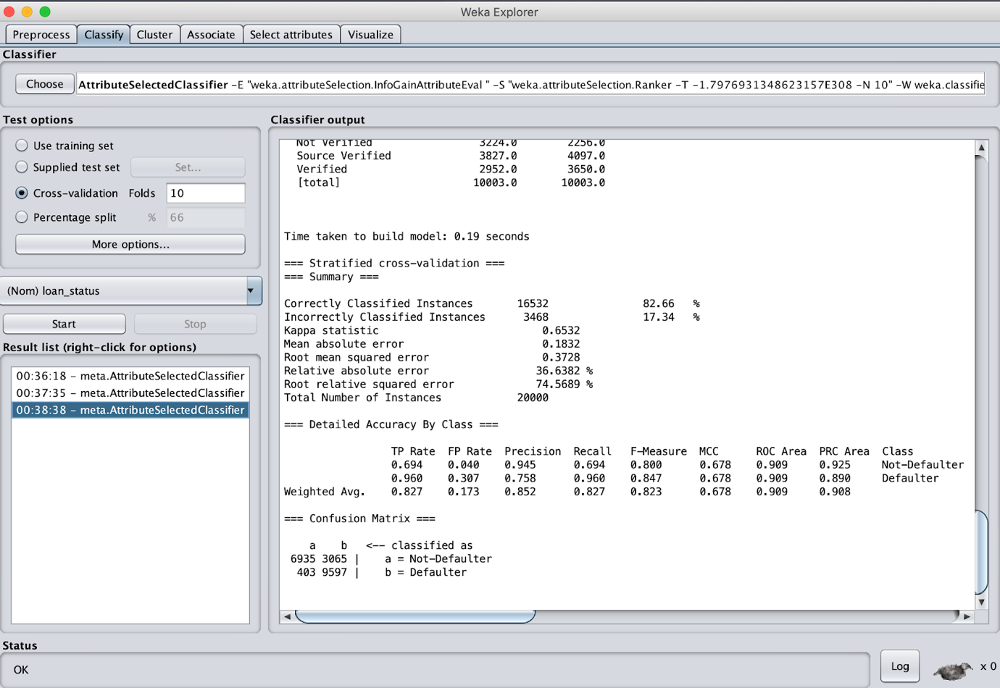 Weka Explorer
Preprocess Classify Cluster Associate Select attributes Visualize
Classifier
Choose AttributeSelectedClassifier -E "weka.attributeSelection.InfoGainAttributeEval " -S "weka.attributeSelection.Ranker -T -1.7976931348623157E308 -N 10" -W weka.classifie
Test options
Use training set
Supplied test set Set...
Cross-validation Folds 10
Percentage split % 66
More options...
(Nom) loan_status
Start Stop
Result list (right-click for options)
00:36:18 - meta.AttributeSelectedClassifier
00:37:35 - meta.AttributeSelectedClassifier
00:38:38 - meta.AttributeSelectedClassifier
Classifier output
Not Verified 3224.0 2256.0
Source Verified 3827.0 4097.0
Verified 2952.0 3650.0
[total] 10003.0 10003.0
Time taken to build model: 0.19 seconds
=== Stratified cross-validation ===
=== Summary ===
Correctly Classified Instances 16532 82.66 %
Incorrectly Classified Instances 3468 17.34 %
Kappa statistic 0.6532
Mean absolute error 0.1832
Root mean squared error 0.3728
Relative absolute error 36.6382 %
Root relative squared error 74.5689 %
Total Number of Instances 20000
=== Detailed Accuracy By Class ===
TP Rate FP Rate Precision Recall F-Measure MCC ROC Area PRC Area Class
0.694 0.040 0.945 0.694 0.800 0.678 0.909 0.925 Not-Defaulter
0.960 0.307 0.758 0.960 0.847 0.678 0.909 0.890 Defaulter
Weighted Avg. 0.827 0.173 0.852 0.827 0.823 0.678 0.909 0.908
=== Confusion Matrix ===
a b <-- classified as
6935 3065 | a = Not-Defaulter
403 9597 | b = Defaulter
Status
OK
Log
x 0